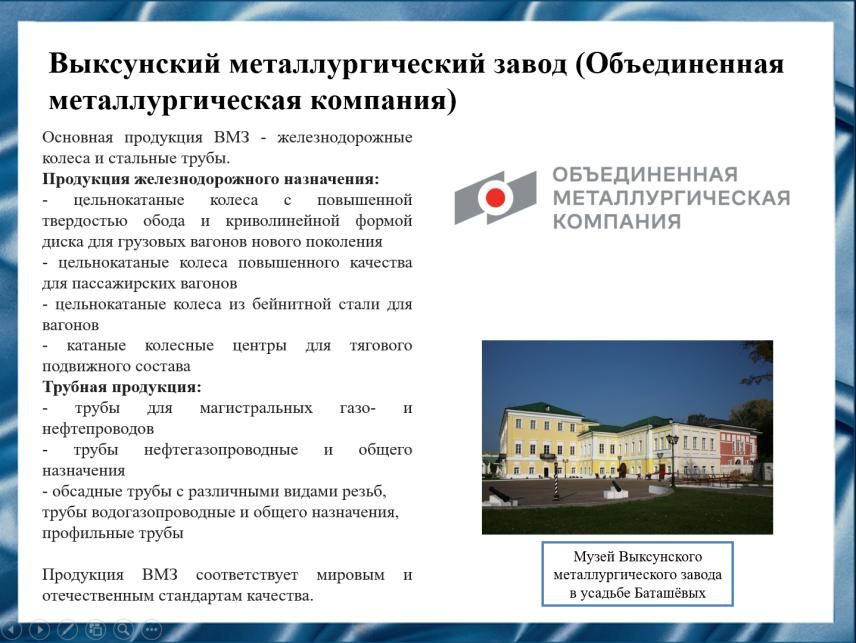 Выксунский металлургический завод (Объединенная
металлургическая компания)
Основная продукция ВМЗ - железнодорожные
колеса и стальные трубы.
Продукция железнодорожного назначения:
- цельнокатаные колеса с повышенной
твердостью обода и криволинейной формой
диска для грузовых вагонов нового поколения
- цельнокатаные колеса повышенного качества
для пассажирских вагонов
- цельнокатаные колеса из бейнитной стали для
вагонов
- катаные колесные центры для тягового
подвижного состава
Трубная продукция:
- трубы для магистральных газо- и
нефтепроводов
- трубы нефтегазопроводные и общего
назначения
- обсадные трубы с различными видами резьб,
трубы водогазопроводные и общего назначения,
профильные трубы
Продукция ВМЗ соответствует мировым и
отечественным стандартам качества.
ОБЪЕДИНЕННАЯ
МЕТАЛЛУРГИЧЕСКАЯ
КОМПАНИЯ
Музей Выксунского
металлургического завода
в усадьбе Баташёвых